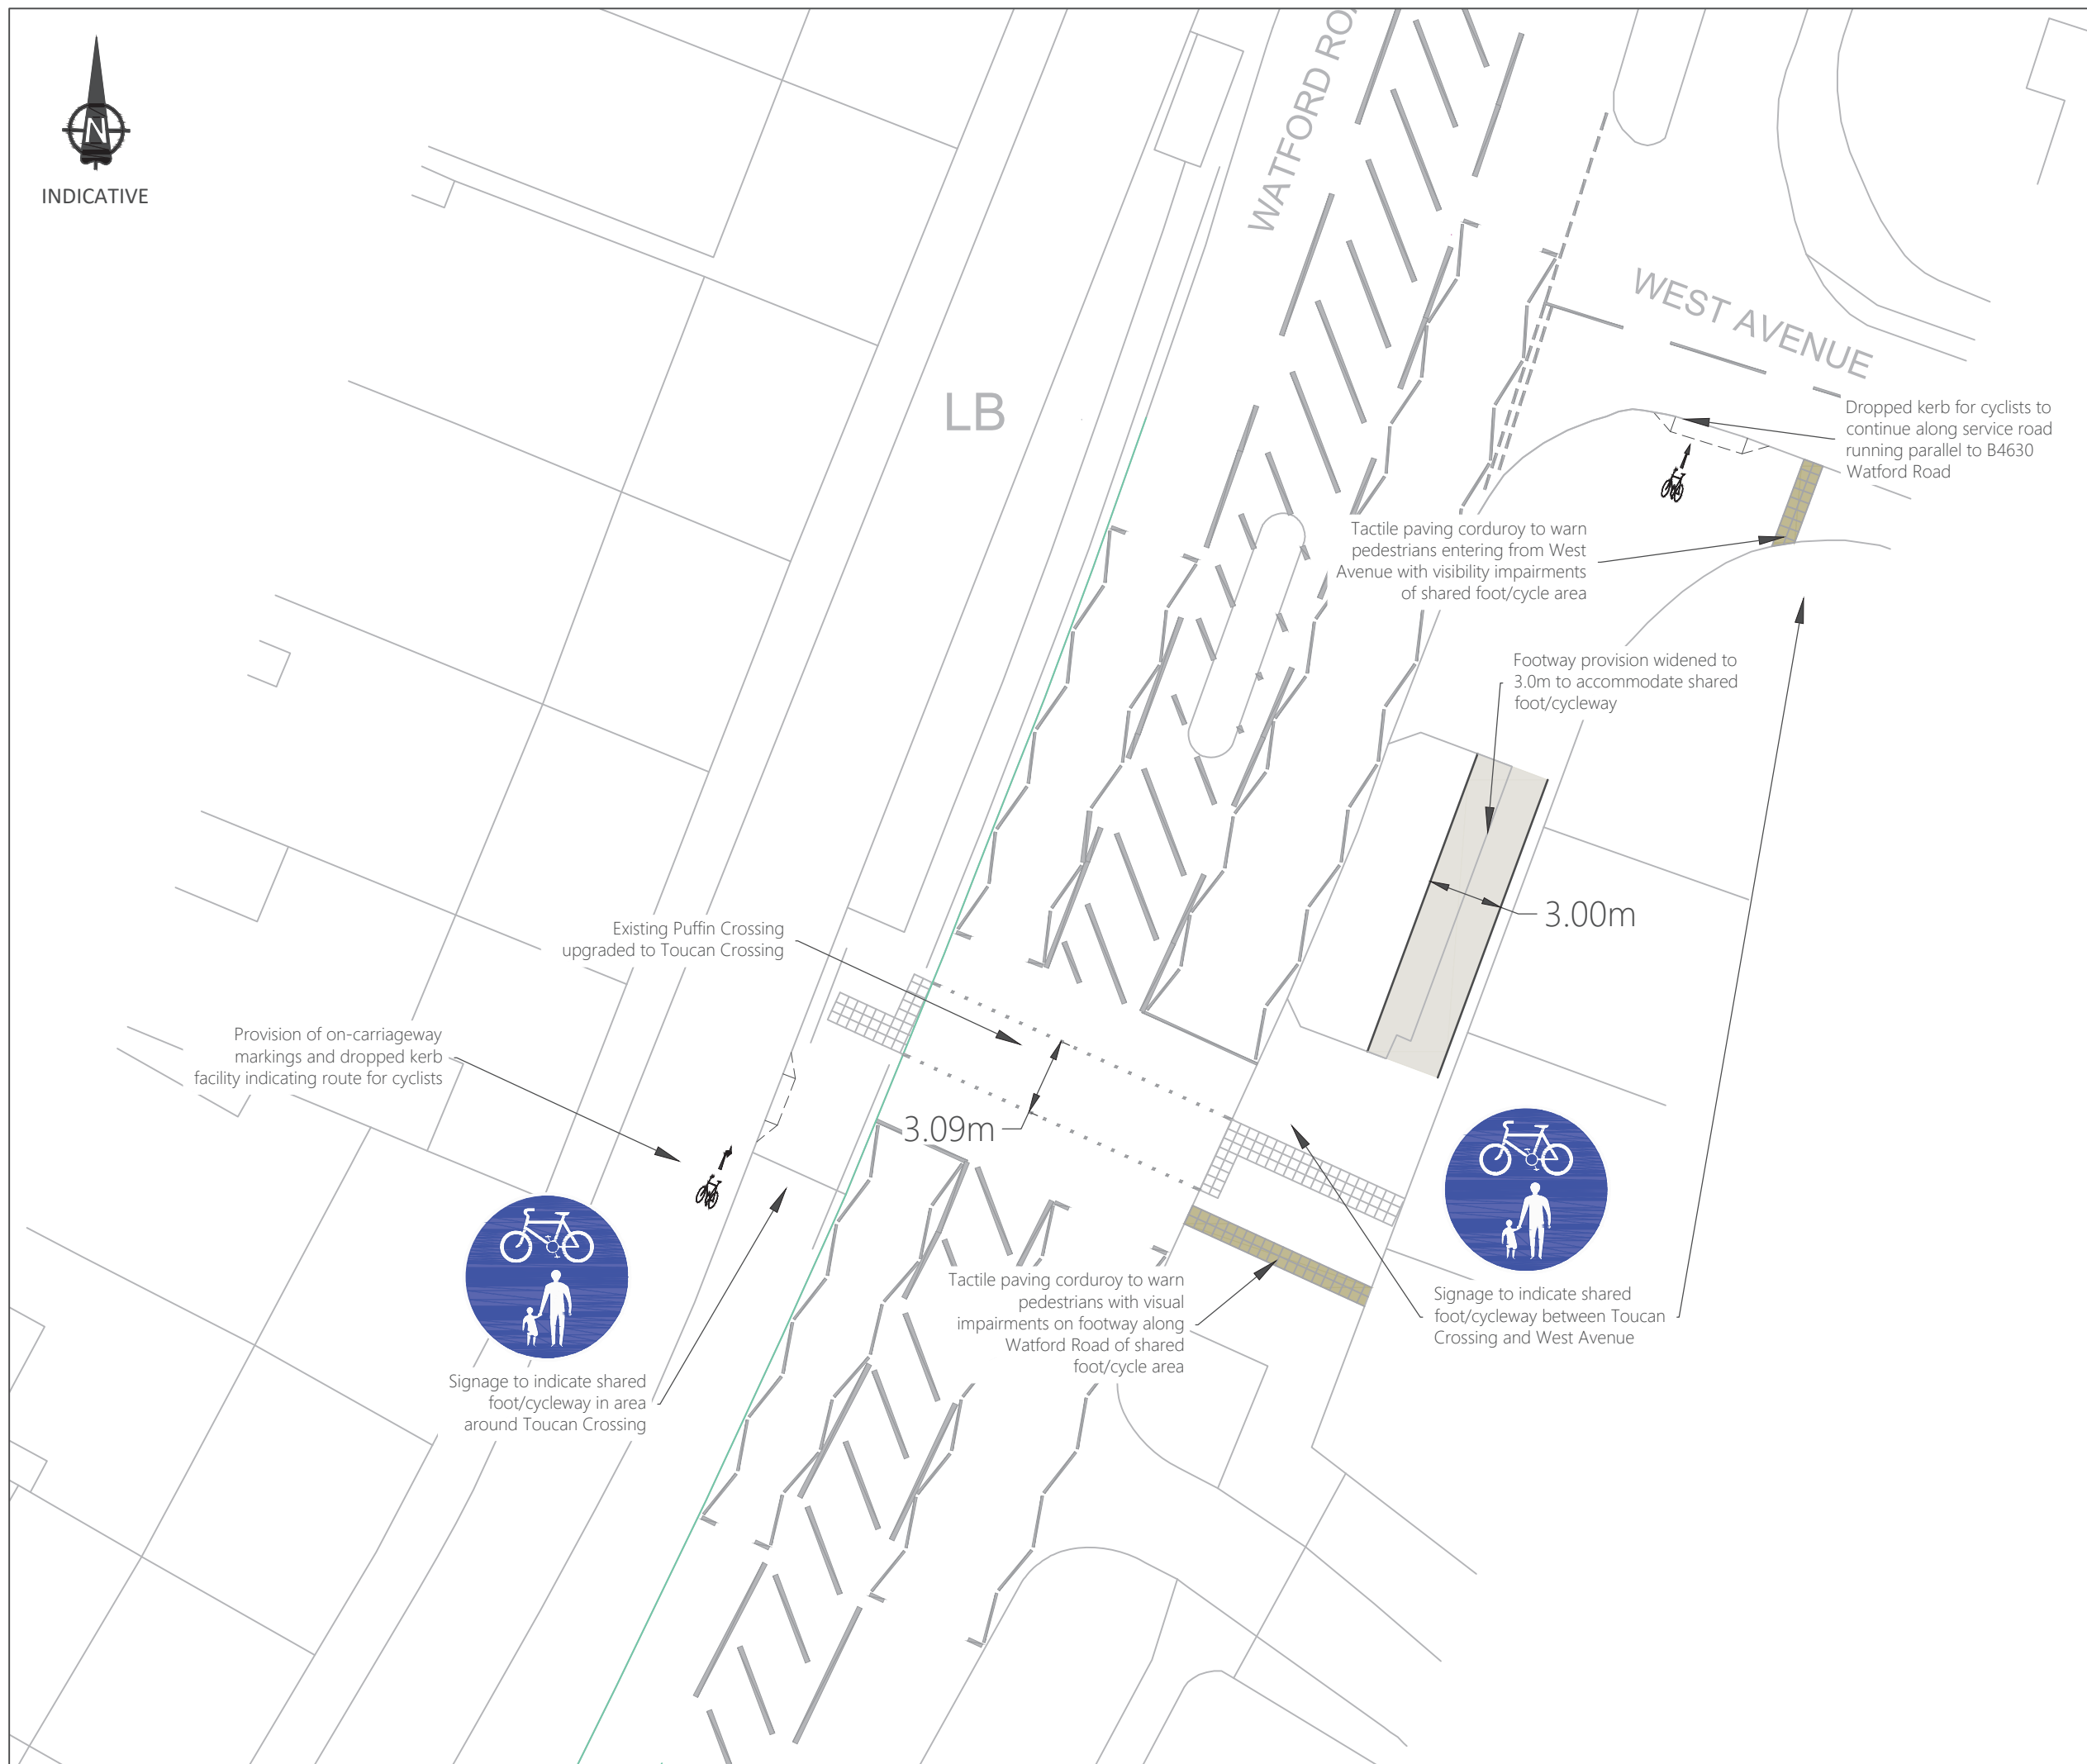 N
INDICATIVE
WATFORD
WEST AVENUE
LB
Dropped kerb for cyclists to
continue along service road
running parallel to B4630
Watford Road
Tactile paving corduroy to warn
pedestrians entering from West
Avenue with visibility impairments
of shared foot/cycle area
Footway provision widened to
3.0m to accommodate shared
foot/cycleway
3.00m
Existing Puffin Crossing
upgraded to Toucan Crossing
Provision of on-carriageway
markings and dropped kerb
facility indicating route for cyclists
3.09m
Tactile paving corduroy to warn
pedestrians with visual
impairments on footway along
Watford Road of shared
foot/cycle area
Signage to indicate shared
foot/cycleway between Toucan
Crossing and West Avenue
Signage to indicate shared
foot/cycleway in area
around Toucan Crossing